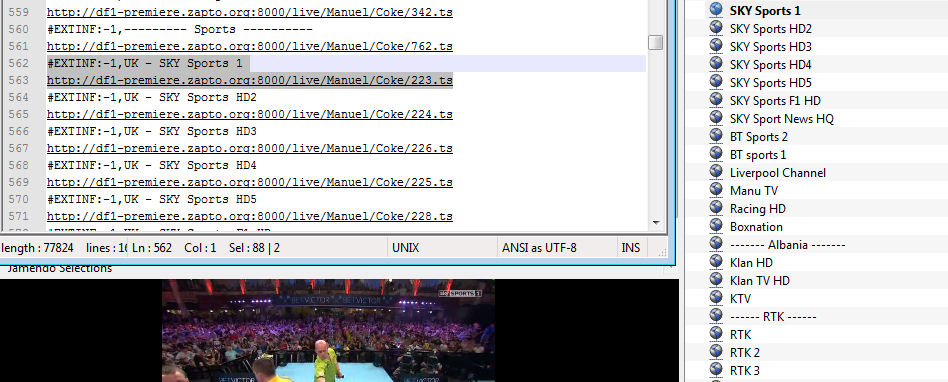 559 http://df1-premiere.zapto.org:8000/live/Manuel/Coke/342.ts
560 #EXTINF:-1,--------- Sports ----------
561 http://df1-premiere.zapto.org:8000/live/Manuel/Coke/762.ts
562 #EXTINF:-1,UK - SKY Sports 1
563 http://df1-premiere.zapto.org:8000/live/Manuel/Coke/223.ts
564 #EXTINF:-1,UK - SKY Sports HD2
565 http://df1-premiere.zapto.org:8000/live/Manuel/Coke/224.ts
566 #EXTINF:-1,UK - SKY Sports HD3
567 http://df1-premiere.zapto.org:8000/live/Manuel/Coke/226.ts
568 #EXTINF:-1,UK - SKY Sports HD4
569 http://df1-premiere.zapto.org:8000/live/Manuel/Coke/225.ts
570 #EXTINF:-1,UK - SKY Sports HD5
571 http://df1-premiere.zapto.org:8000/live/Manuel/Coke/228.ts
length : 77824 lines : 16 Ln : 562 Col : 1 Sel : 88 | 2 UNIX ANSI as UTF-8 INS
Jamendo Selections
BETVICTOR BETVICTOR
SPORTS 1
BETVICTOR
SKY Sports 1
SKY Sports HD2
SKY Sports HD3
SKY Sports HD4
SKY Sports HD5
SKY Sports F1 HD
SKY Sport News HQ
BT Sports 2
BT sports 1
Liverpool Channel
Manu TV
Racing HD
Boxnation
------- Albania -------
Klan HD
Klan TV HD
KTV
------ RTK ------
RTK
RTK 2
RTK 3